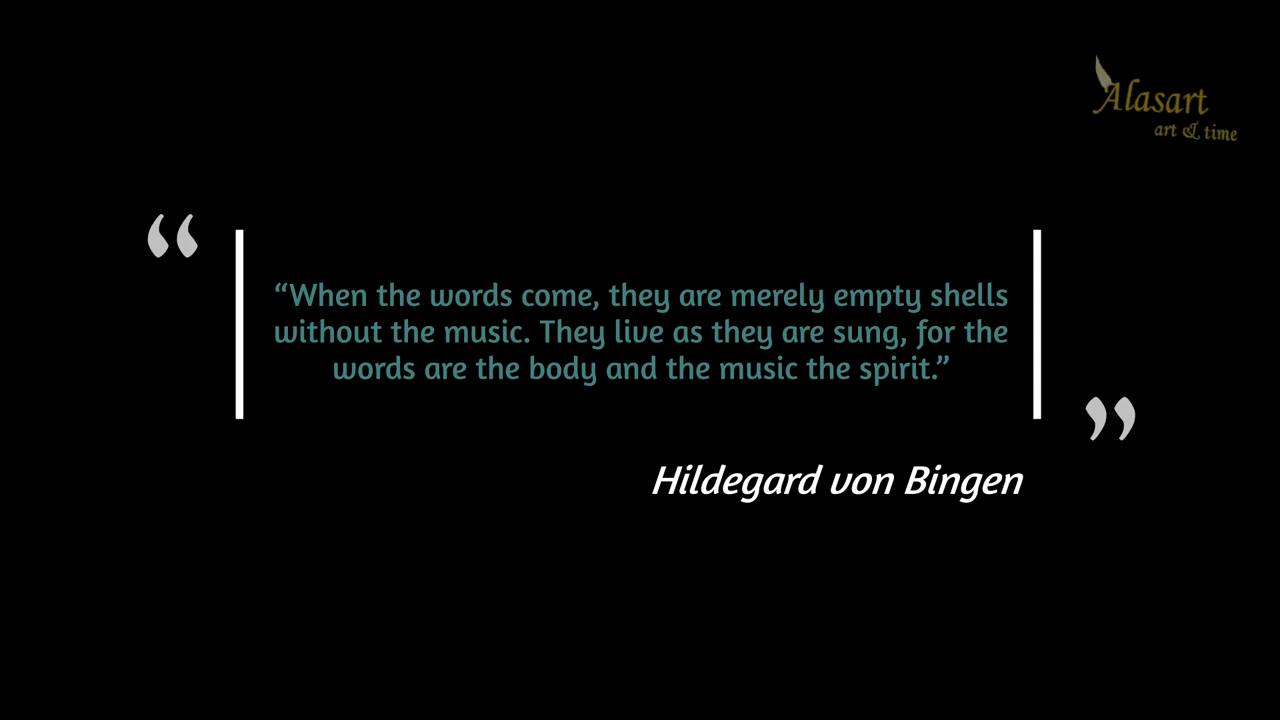 Alasart
art & time
“
“When the words come, they are merely empty shells
without the music. They live as they are sung, for the
words are the body and the music the spirit.”
”
Hildegard von Bingen